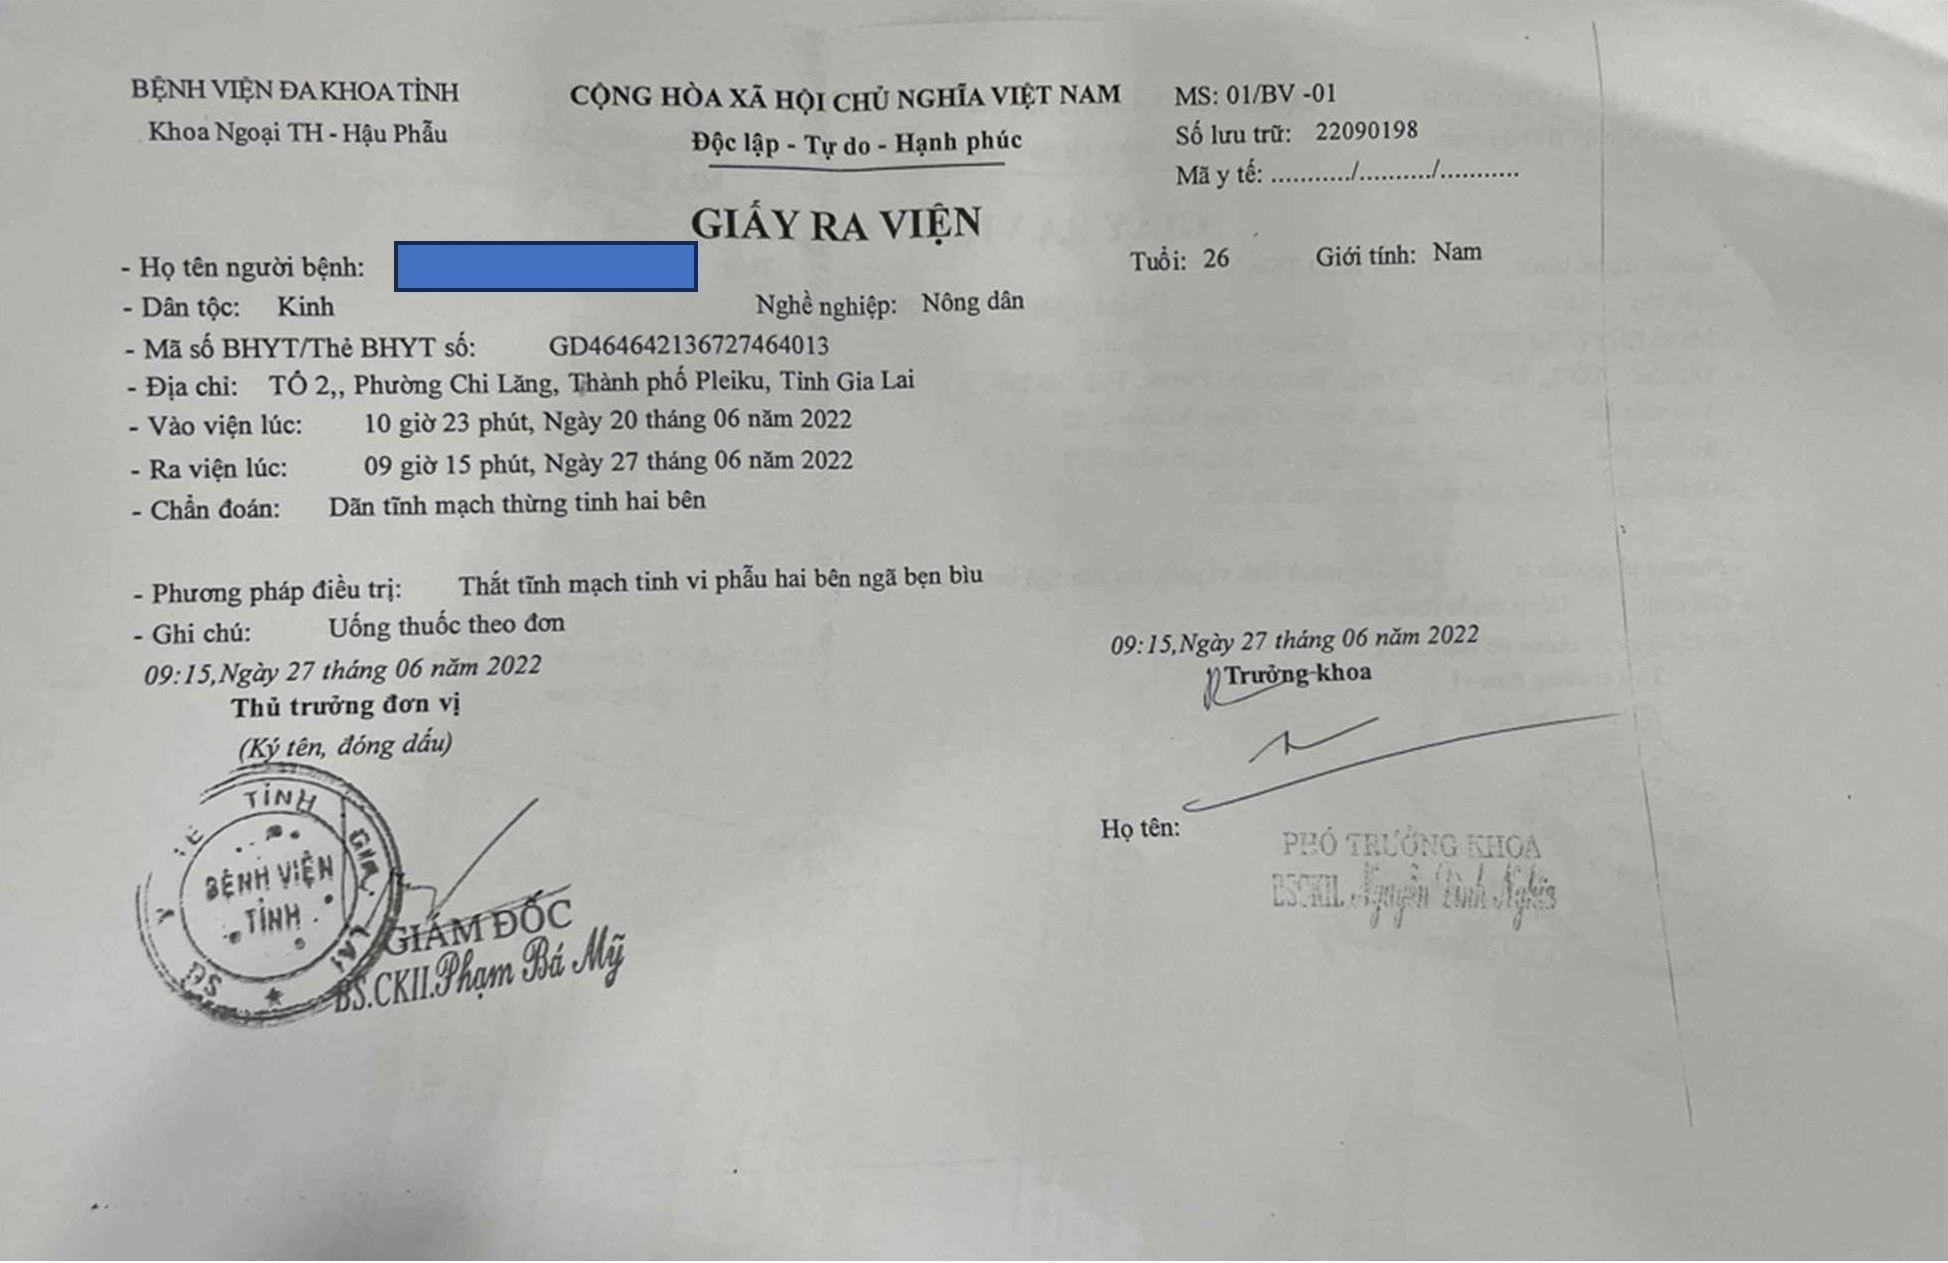 BỆNH VIỆN ĐA KHOA TỈNH
Khoa Ngoại TH - Hậu Phẫu
CỘNG HÒA XÃ HỘI CHỦ NGHĨA VIỆT NAM
Độc lập - Tự do - Hạnh phúc
MS: 01/BV -01
Số lưu trữ: 22090198
Mã y tế: .........../........../...........
GIẤY RA VIỆN
- Họ tên người bệnh:
Tuổi: 26 Giới tính: Nam
- Dân tộc: Kinh Nghề nghiệp: Nông dân
- Mã số BHYT/Thẻ BHYT số: GD464642136727464013
- Địa chỉ: TỔ 2,, Phường Chi Lăng, Thành phố Pleiku, Tỉnh Gia Lai
- Vào viện lúc: 10 giờ 23 phút, Ngày 20 tháng 06 năm 2022
- Ra viện lúc: 09 giờ 15 phút, Ngày 27 tháng 06 năm 2022
- Chẩn đoán: Dãn tĩnh mạch thừng tinh hai bên
- Phương pháp điều trị: Thắt tĩnh mạch tinh vi phẫu hai bên ngã bẹn bìu
- Ghi chú: Uống thuốc theo đơn
09:15,Ngày 27 tháng 06 năm 2022
Thủ trưởng đơn vị
(Ký tên, đóng dấu)
09:15,Ngày 27 tháng 06 năm 2022
Trưởng khoa
SỞ Y TẾ TỈNH GIA LAI
BỆNH VIỆN
TỈNH
GIÁM ĐỐC
BS.CKII.Phạm Bá Mỹ
Họ tên:
PHÓ TRƯỞNG KHOA
BSCKII. Nguyễn Đình Nghĩa